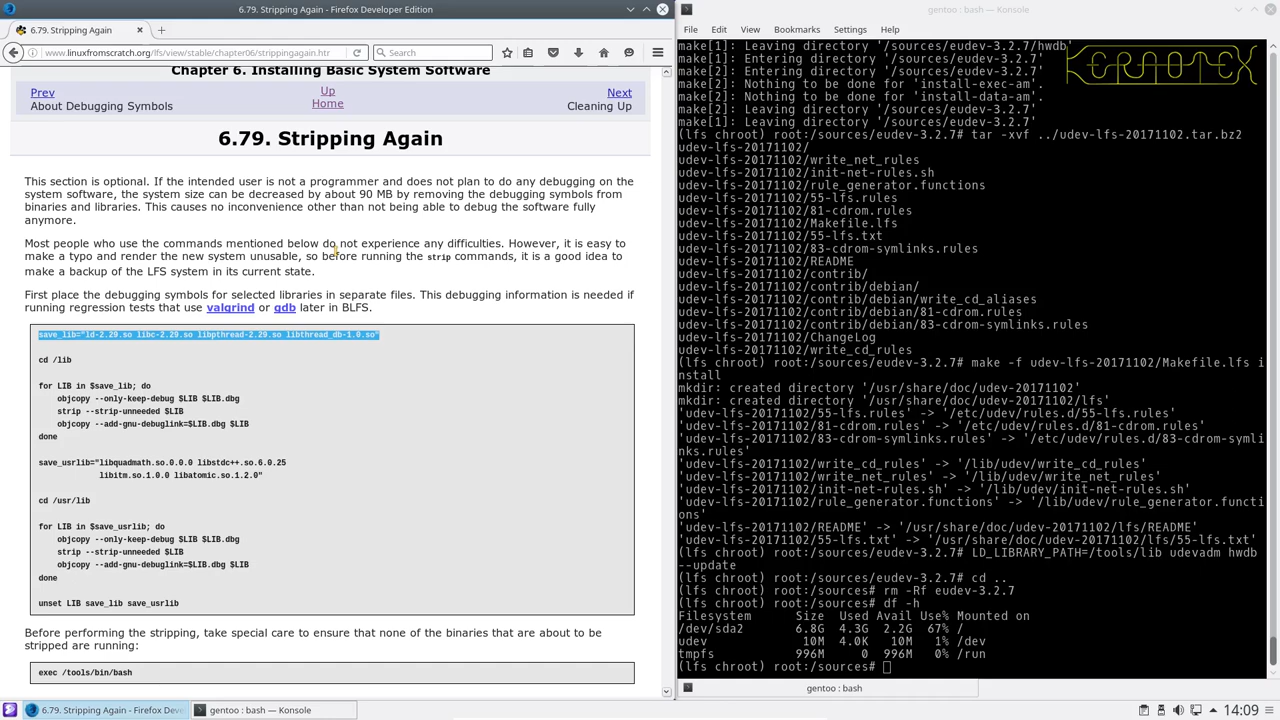 6.79. Stripping Again - Firefox Developer Edition
6.79. Stripping Again
www.linuxfromscratch.org/lfs/view/stable/chapter06/strippingagain.htr
Search
Chapter 6. Installing Basic System Software
Prev
Up
Next
About Debugging Symbols
Home
Cleaning Up
6.79. Stripping Again
This section is optional. If the intended user is not a programmer and does not plan to do any debugging on the
system software, the system size can be decreased by about 90 MB by removing the debugging symbols from
binaries and libraries. This causes no inconvenience other than not being able to debug the software fully
anymore.
Most people who use the commands mentioned below do not experience any difficulties. However, it is easy to
make a typo and render the new system unusable, so before running the strip commands, it is a good idea to
make a backup of the LFS system in its current state.
First place the debugging symbols for selected libraries in separate files. This debugging information is needed if
running regression tests that use valgrind or gdb later in BLFS.
save_lib="ld-2.29.so libc-2.29.so libpthread-2.29.so libthread_db-1.0.so"
cd /lib
for LIB in $save_lib; do
objcopy --only-keep-debug $LIB $LIB.dbg
strip --strip-unneeded $LIB
objcopy --add-gnu-debuglink=$LIB.dbg $LIB
done
save_usrlib="libquadmath.so.0.0.0 libstdc++.so.6.0.25
libitm.so.1.0.0 libatomic.so.1.2.0"
cd /usr/lib
for LIB in $save_usrlib; do
objcopy --only-keep-debug $LIB $LIB.dbg
strip --strip-unneeded $LIB
objcopy --add-gnu-debuglink=$LIB.dbg $LIB
done
unset LIB save_lib save_usrlib
Before performing the stripping, take special care to ensure that none of the binaries that are about to be
stripped are running:
exec /tools/bin/bash
gentoo : bash — Konsole
File Edit View Bookmarks Settings Help
KERAOTEX
make[1]: Leaving directory '/sources/eudev-3.2.7/hwdb'
make[1]: Entering directory '/sources/eudev-3.2.7'
make[2]: Entering directory '/sources/eudev-3.2.7'
make[2]: Nothing to be done for 'install-exec-am'.
make[2]: Nothing to be done for 'install-data-am'.
make[2]: Leaving directory '/sources/eudev-3.2.7'
make[1]: Leaving directory '/sources/eudev-3.2.7'
(lfs chroot) root:/sources/eudev-3.2.7# tar -xvf ../udev-lfs-20171102.tar.bz2
udev-lfs-20171102/
udev-lfs-20171102/write_net_rules
udev-lfs-20171102/init-net-rules.sh
udev-lfs-20171102/rule_generator.functions
udev-lfs-20171102/55-lfs.rules
udev-lfs-20171102/81-cdrom.rules
udev-lfs-20171102/Makefile.lfs
udev-lfs-20171102/55-lfs.txt
udev-lfs-20171102/83-cdrom-symlinks.rules
udev-lfs-20171102/README
udev-lfs-20171102/contrib/
udev-lfs-20171102/contrib/debian/
udev-lfs-20171102/contrib/debian/write_cd_aliases
udev-lfs-20171102/contrib/debian/81-cdrom.rules
udev-lfs-20171102/contrib/debian/83-cdrom-symlinks.rules
udev-lfs-20171102/ChangeLog
udev-lfs-20171102/write_cd_rules
(lfs chroot) root:/sources/eudev-3.2.7# make -f udev-lfs-20171102/Makefile.lfs i
nstall
mkdir: created directory '/usr/share/doc/udev-20171102'
mkdir: created directory '/usr/share/doc/udev-20171102/lfs'
'udev-lfs-20171102/55-lfs.rules' -> '/etc/udev/rules.d/55-lfs.rules'
'udev-lfs-20171102/81-cdrom.rules' -> '/etc/udev/rules.d/81-cdrom.rules'
'udev-lfs-20171102/83-cdrom-symlinks.rules' -> '/etc/udev/rules.d/83-cdrom-symli
nks.rules'
'udev-lfs-20171102/write_cd_rules' -> '/lib/udev/write_cd_rules'
'udev-lfs-20171102/write_net_rules' -> '/lib/udev/write_net_rules'
'udev-lfs-20171102/init-net-rules.sh' -> '/lib/udev/init-net-rules.sh'
'udev-lfs-20171102/rule_generator.functions' -> '/lib/udev/rule_generator.functi
ons'
'udev-lfs-20171102/README' -> '/usr/share/doc/udev-20171102/lfs/README'
'udev-lfs-20171102/55-lfs.txt' -> '/usr/share/doc/udev-20171102/lfs/55-lfs.txt'
(lfs chroot) root:/sources/eudev-3.2.7# LD_LIBRARY_PATH=/tools/lib udevadm hwdb
--update
(lfs chroot) root:/sources/eudev-3.2.7# cd ..
(lfs chroot) root:/sources# rm -Rf eudev-3.2.7
(lfs chroot) root:/sources# df -h
Filesystem Size Used Avail Use% Mounted on
/dev/sda2 6.8G 4.3G 2.2G 67% /
udev 10M 4.0K 10M 1% /dev
tmpfs 996M 0 996M 0% /run
(lfs chroot) root:/sources#
gentoo : bash
6.79. Stripping Again - Firefox Deve
gentoo : bash — Konsole
14:09